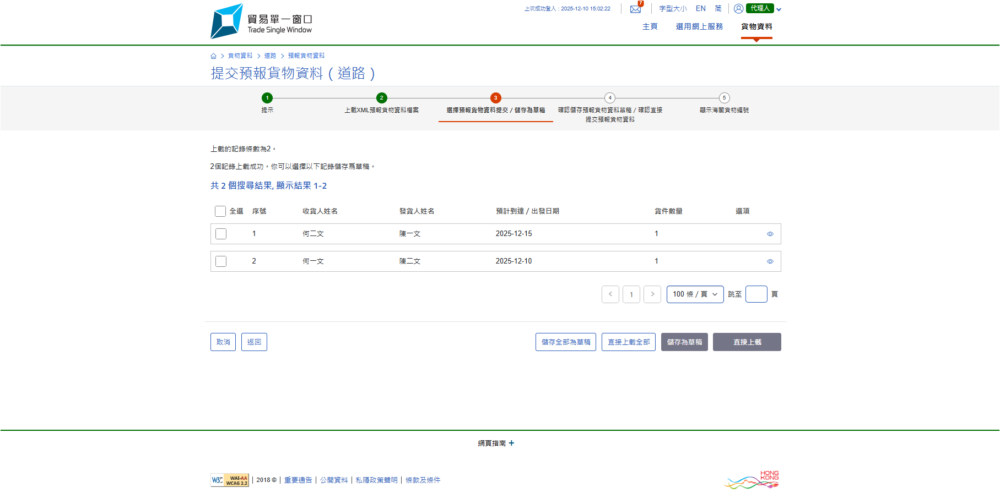 貿易單一窗口
Trade Single Window
上次成功登入：2025-12-10 15:02:22
7
字型大小
EN
简
代理人
主頁
選用網上服務
貨物資料
貨物資料
道路
預報貨物資料
提交預報貨物資料 ( 道路 )
1
提示
2
上載XML預報貨物資料檔案
3
選擇預報貨物資料提交 / 儲存為草稿
4
確認儲存預報貨物資料草稿 / 確認直接
提交預報貨物資料
5
顯示海關貨物編號
上載的記錄條數為2。
2個記錄上載成功。你可以選擇以下記錄儲存爲草稿。
共 2 個搜尋結果, 顯示結果 1-2
全選 序號 收貨人姓名 發貨人姓名 預計到達 / 出發日期 貨件數量 選項
1 何二文 陳一文 2025-12-15 1
2 何一文 陳二文 2025-12-10 1
< 1 > 100 條 / 頁 跳至 頁
取消 返回 儲存全部為草稿 直接上載全部 儲存為草稿 直接上載
網頁指南 +
W3C WAI-AA
WCAG 2.2
2018 © | 重要通告 | 公開資料 | 私隱政策聲明 | 條款及條件
HONG
KONG